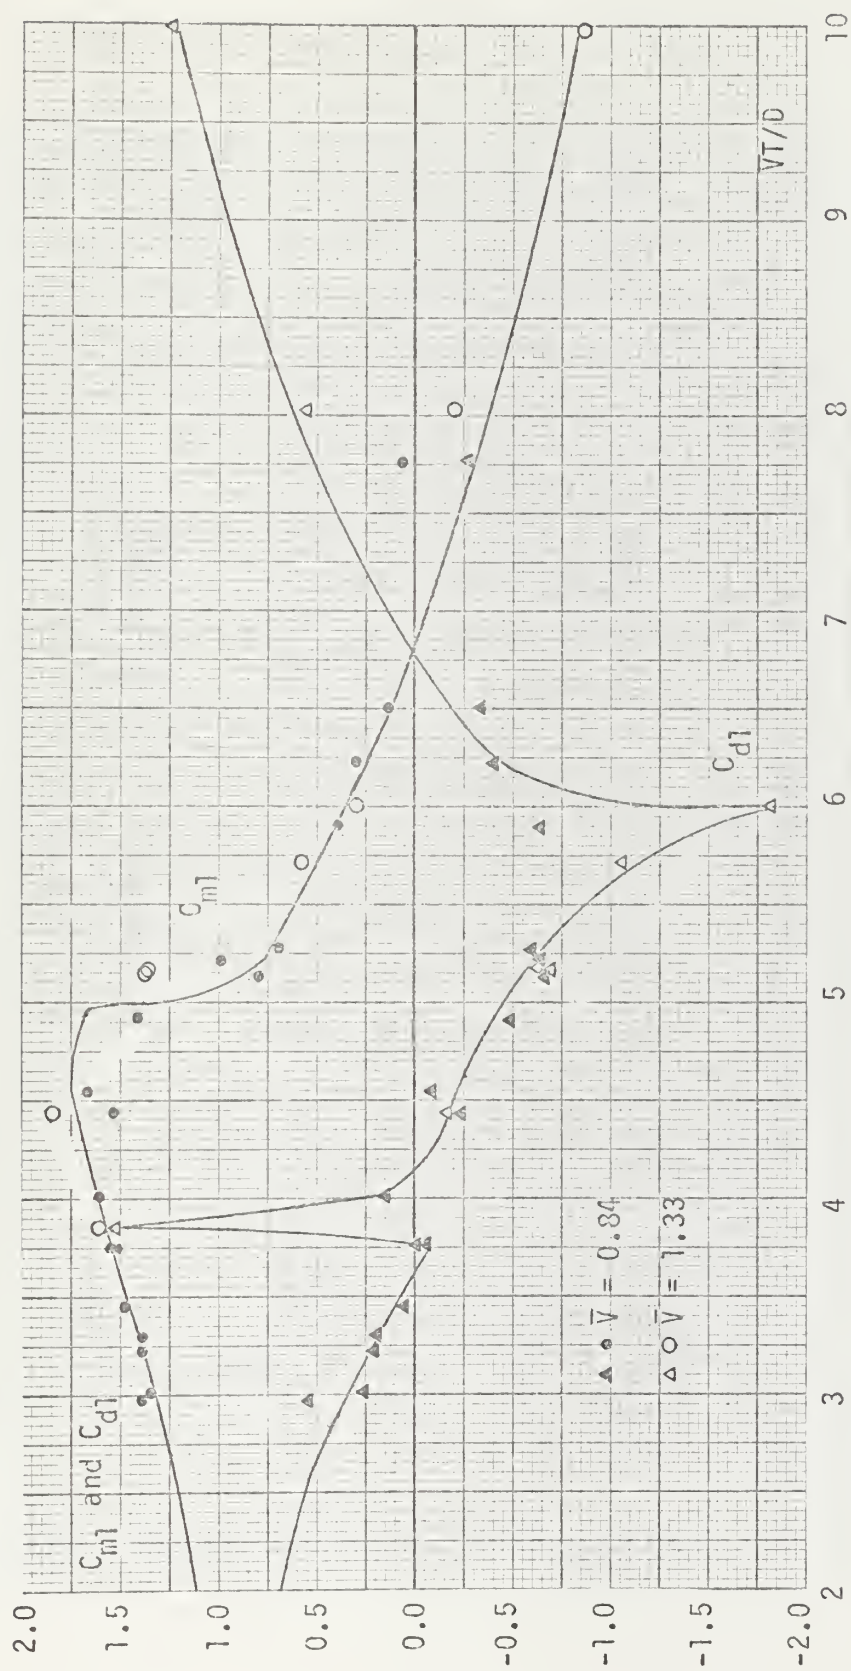 C_m1 and C_d1
2.0
1.5
1.0
0.5
0.0
-0.5
-1.0
-1.5
-2.0
C_m1
C_d1
▲ ● V̅ = 0.84
△ ○ V̅ = 1.33
V̅T/D
2 3 4 5 6 7 8 9 10